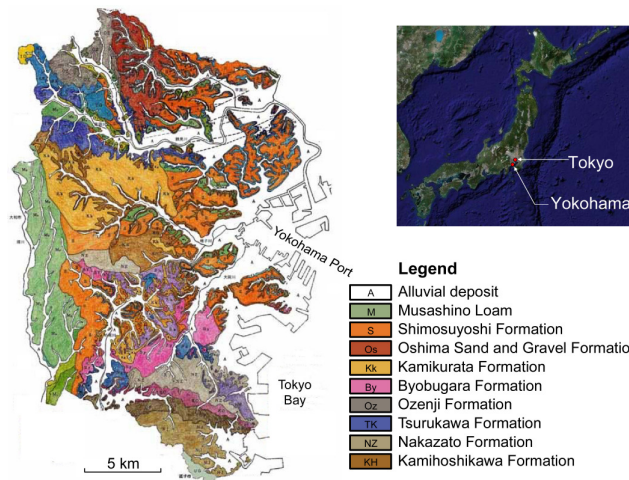 Tokyo
Yokohama
Yokohama Port
Tokyo
Bay
5 km
Legend
A Alluvial deposit
M Musashino Loam
S Shimosuyoshi Formation
Os Oshima Sand and Gravel Formatio
Kk Kamikurata Formation
By Byobugara Formation
Oz Ozenji Formation
TK Tsurukawa Formation
NZ Nakazato Formation
KH Kamihoshikawa Formation